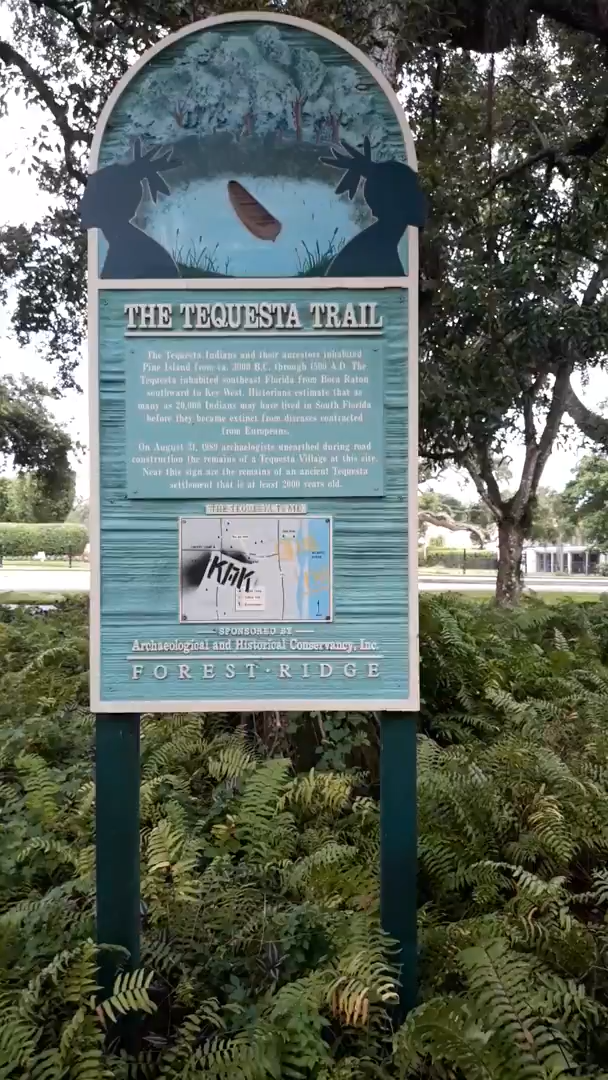 THE TEQUESTA TRAIL
The Tequesta Indians and their ancestors inhabited
Pine Island from ca. 3000 B.C. through 1500 A.D. The
Tequesta inhabited southeast Florida from Boca Raton
southward to Key West. Historians estimate that as
many as 20,000 Indians may have lived in South Florida
before they became extinct from diseases contracted
from Europeans.
On August 31, 1989 archaeologists unearthed during road
construction the remains of a Tequesta Village at this site.
Near this sign are the remains of an ancient Tequesta
settlement that is at least 2000 years old.
THE TEQUESTA
SPONSORED BY
Archaeological and Historical Conservancy, Inc.
FOREST·RIDGE